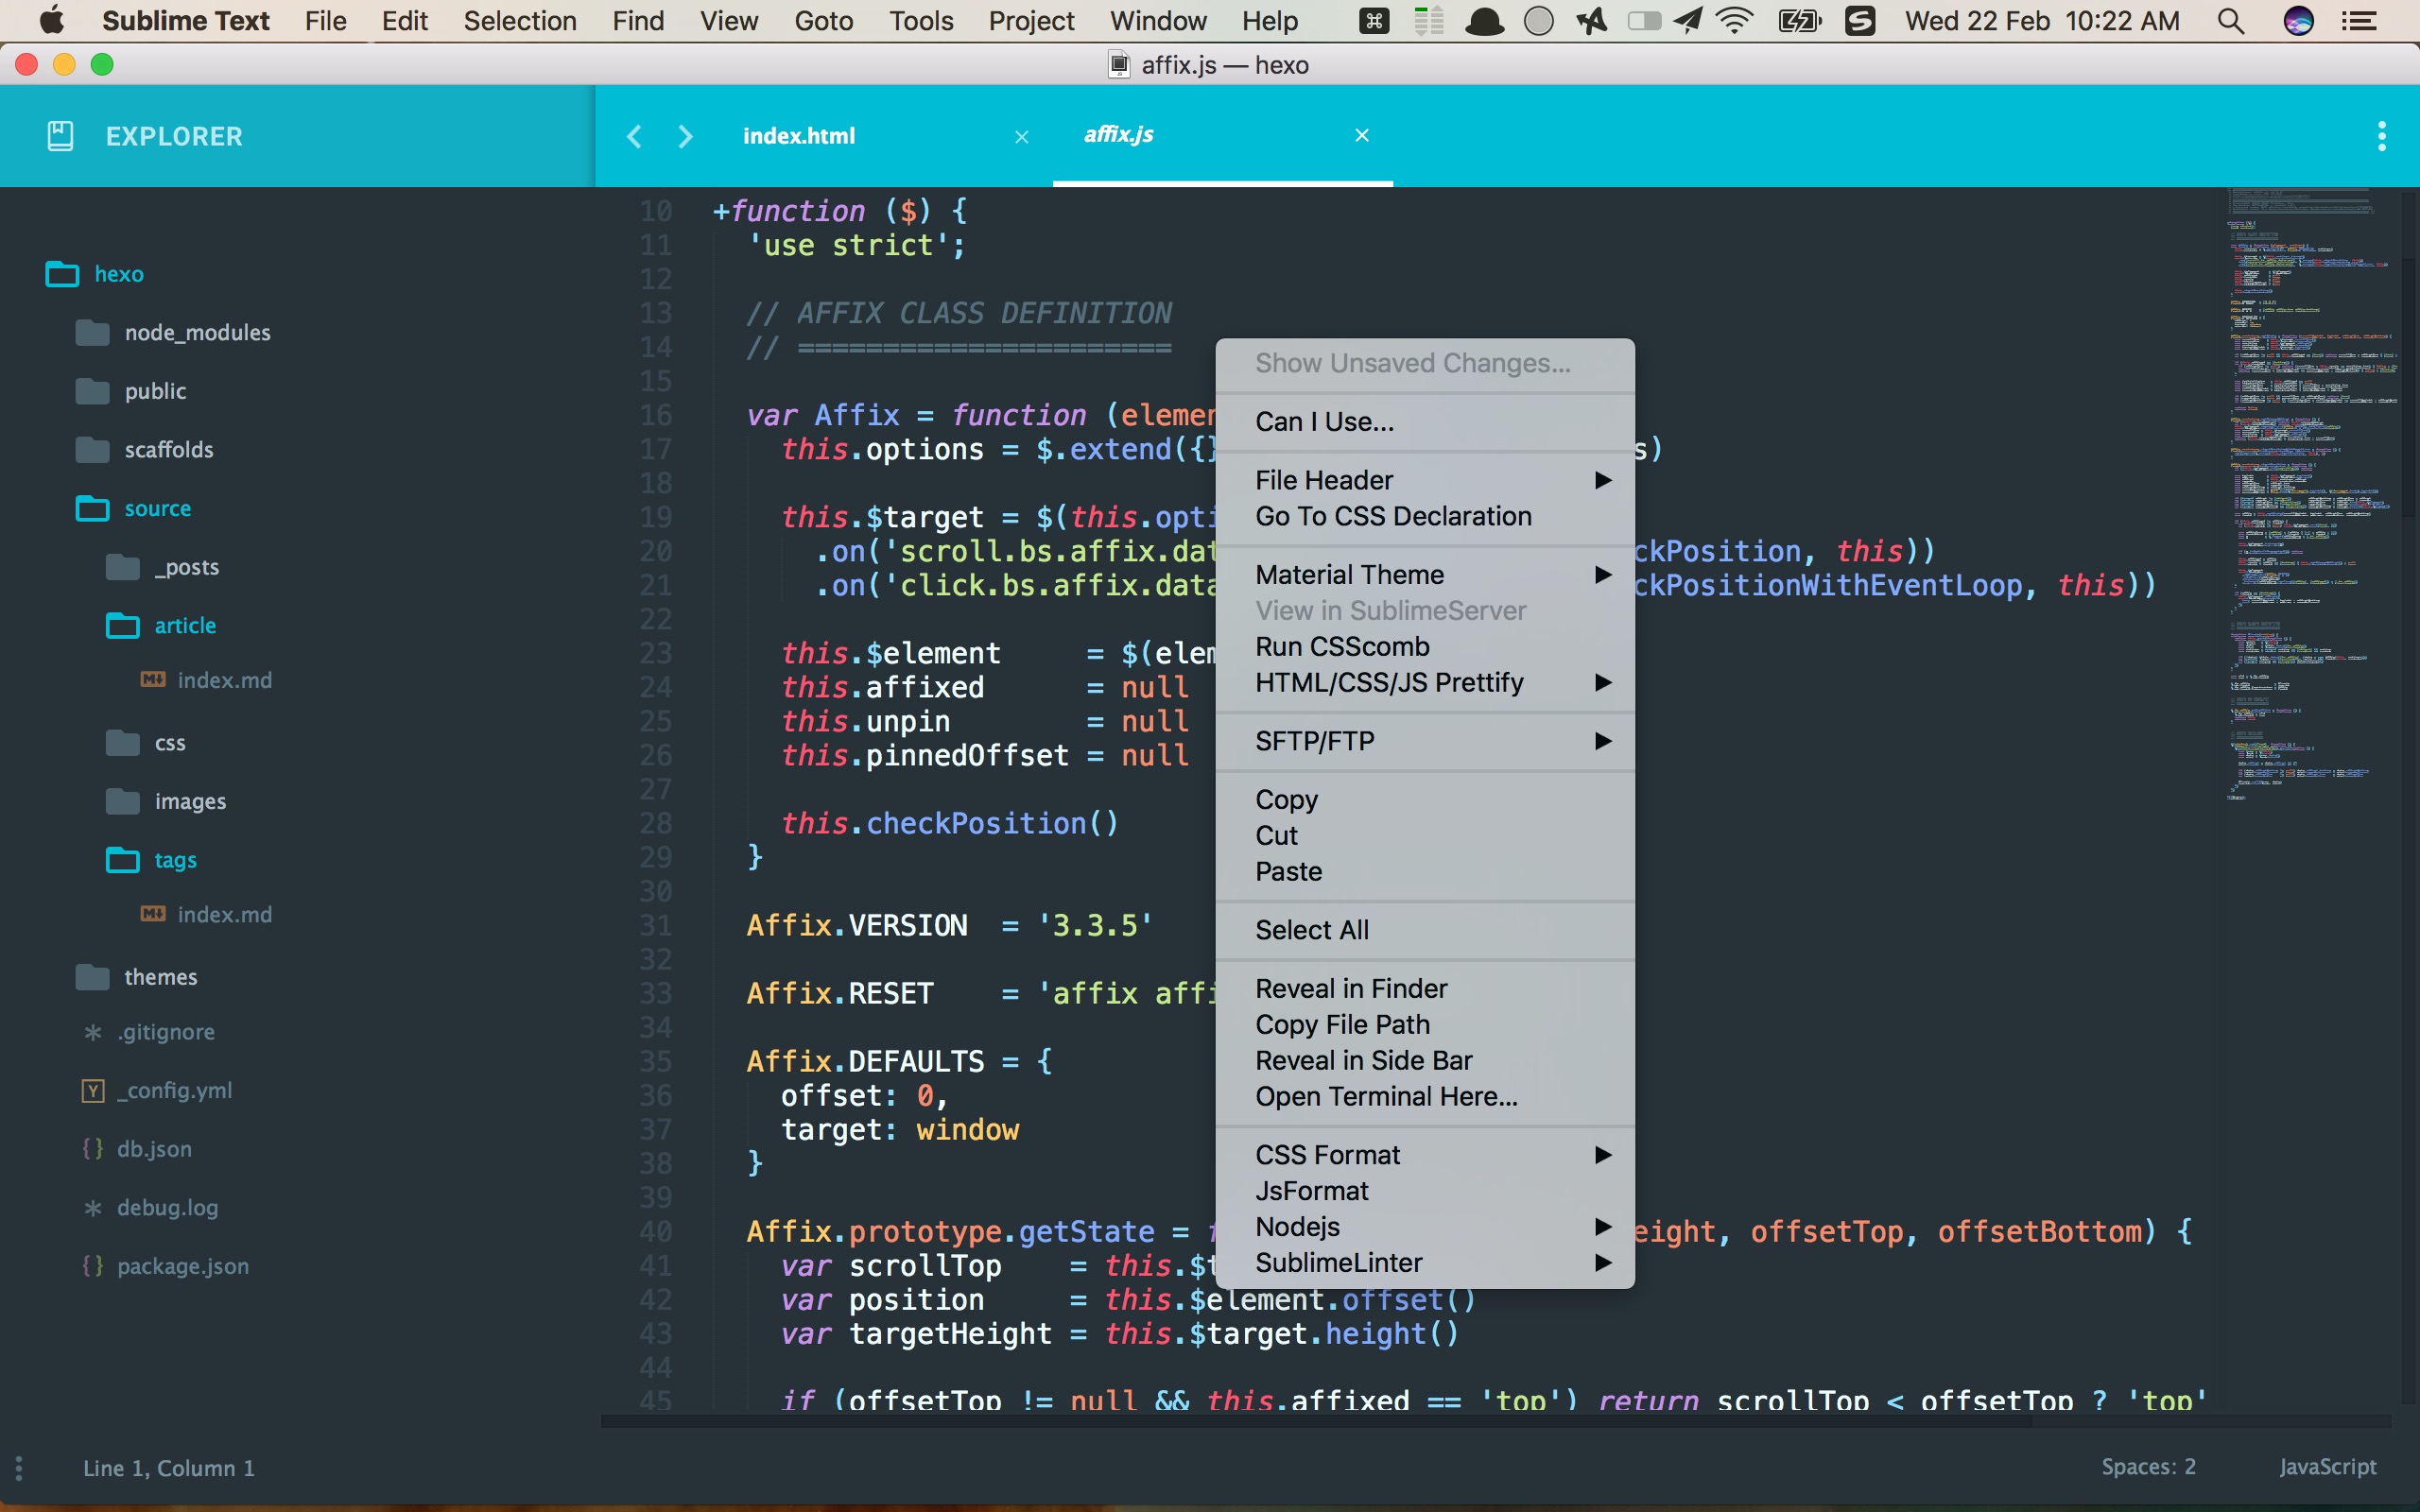 Sublime Text File Edit Selection Find View Goto Tools Project Window Help Wed 22 Feb 10:22 AM
affix.js — hexo
EXPLORER
index.html
affix.js
hexo
node_modules
public
scaffolds
source
_posts
article
index.md
css
images
tags
index.md
themes
.gitignore
_config.yml
db.json
debug.log
package.json
10 +function ($) {
11 'use strict';
12
13 // AFFIX CLASS DEFINITION
14 // ======================
15
16 var Affix = function (elemen
17 this.options = $.extend({} s)
18
19 this.$target = $(this.opti
20 .on('scroll.bs.affix.dat ckPosition, this))
21 .on('click.bs.affix.data ckPositionWithEventLoop, this))
22
23 this.$element = $(elem
24 this.affixed = null
25 this.unpin = null
26 this.pinnedOffset = null
27
28 this.checkPosition()
29 }
30
31 Affix.VERSION = '3.3.5'
32
33 Affix.RESET = 'affix affi
34
35 Affix.DEFAULTS = {
36 offset: 0,
37 target: window
38 }
39
40 Affix.prototype.getState = f eight, offsetTop, offsetBottom) {
41 var scrollTop = this.$t
42 var position = this.$element.offset()
43 var targetHeight = this.$target.height()
44
45 if (offsetTop != null && this.affixed == 'top') return scrollTop < offsetTop ? 'top'
Show Unsaved Changes...
Can I Use...
File Header
Go To CSS Declaration
Material Theme
View in SublimeServer
Run CSScomb
HTML/CSS/JS Prettify
SFTP/FTP
Copy
Cut
Paste
Select All
Reveal in Finder
Copy File Path
Reveal in Side Bar
Open Terminal Here...
CSS Format
JsFormat
Nodejs
SublimeLinter
Line 1, Column 1
Spaces: 2
JavaScript